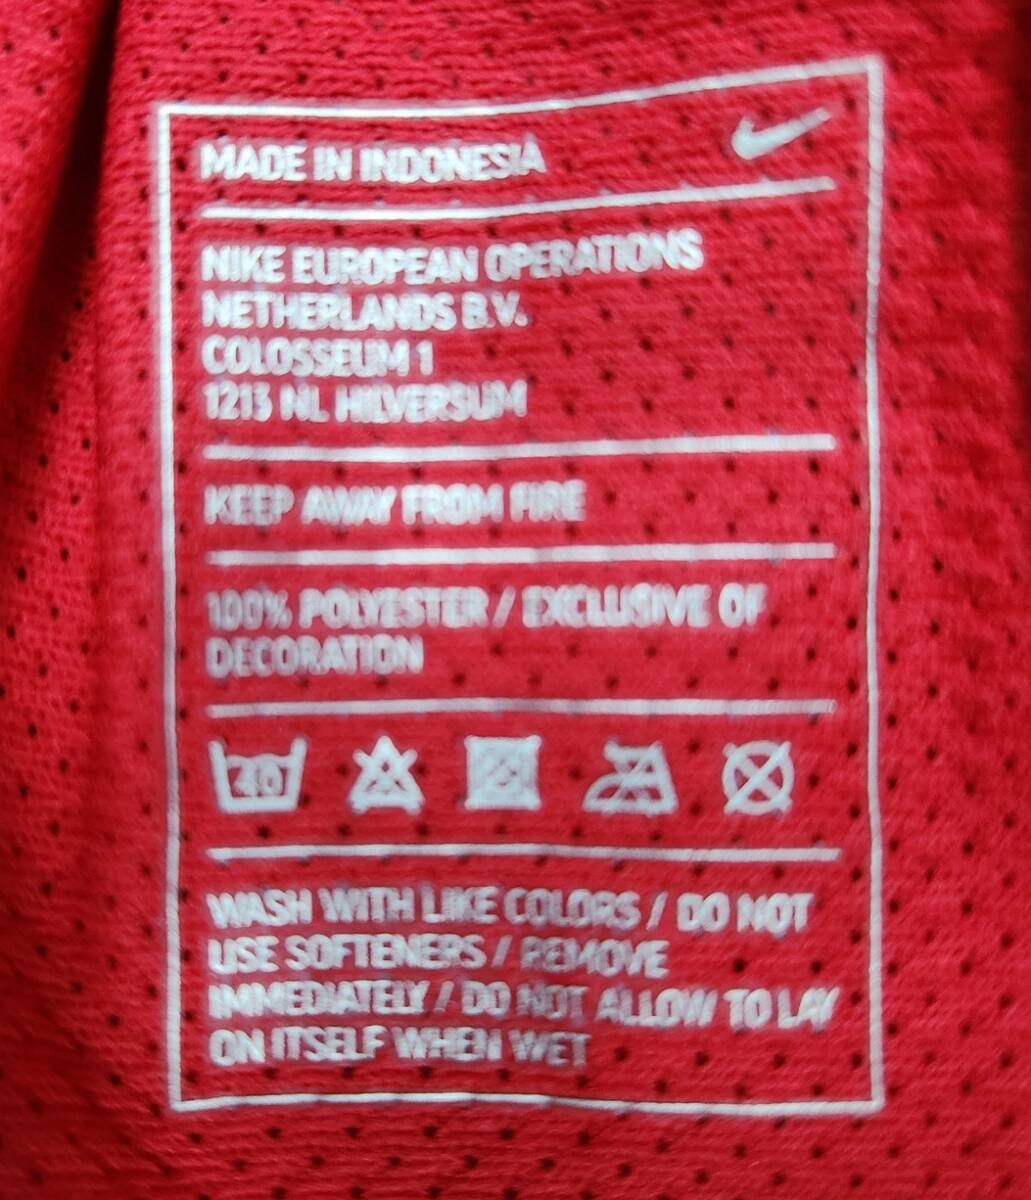 MADE IN INDONESIA
NIKE EUROPEAN OPERATIONS
NETHERLANDS B.V.
COLOSSEUM 1
1213 NL HILVERSUM
KEEP AWAY FROM FIRE
100% POLYESTER / EXCLUSIVE OF
DECORATION
40
WASH WITH LIKE COLORS / DO NOT
USE SOFTENERS / REMOVE
IMMEDIATELY / DO NOT ALLOW TO LAY
ON ITSELF WHEN WET